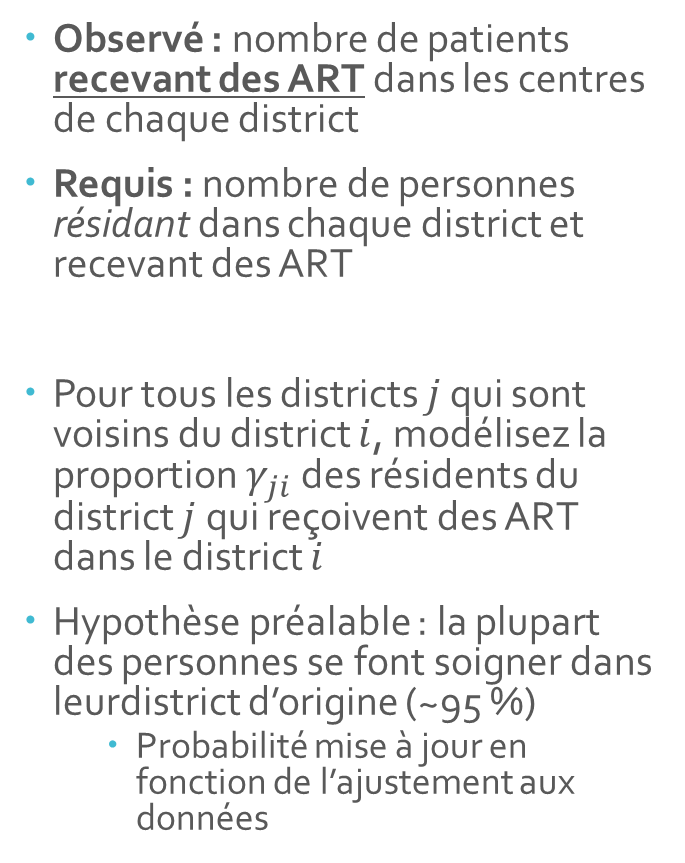 • Observé : nombre de patients
recevant des ART dans les centres
de chaque district
• Requis : nombre de personnes
résidant dans chaque district et
recevant des ART
• Pour tous les districts j qui sont
voisins du district i, modélisez la
proportion γji des résidents du
district j qui reçoivent des ART
dans le district i
• Hypothèse préalable : la plupart
des personnes se font soigner dans
leurdistrict d’origine (~95 %)
• Probabilité mise à jour en
fonction de l’ajustement aux
données